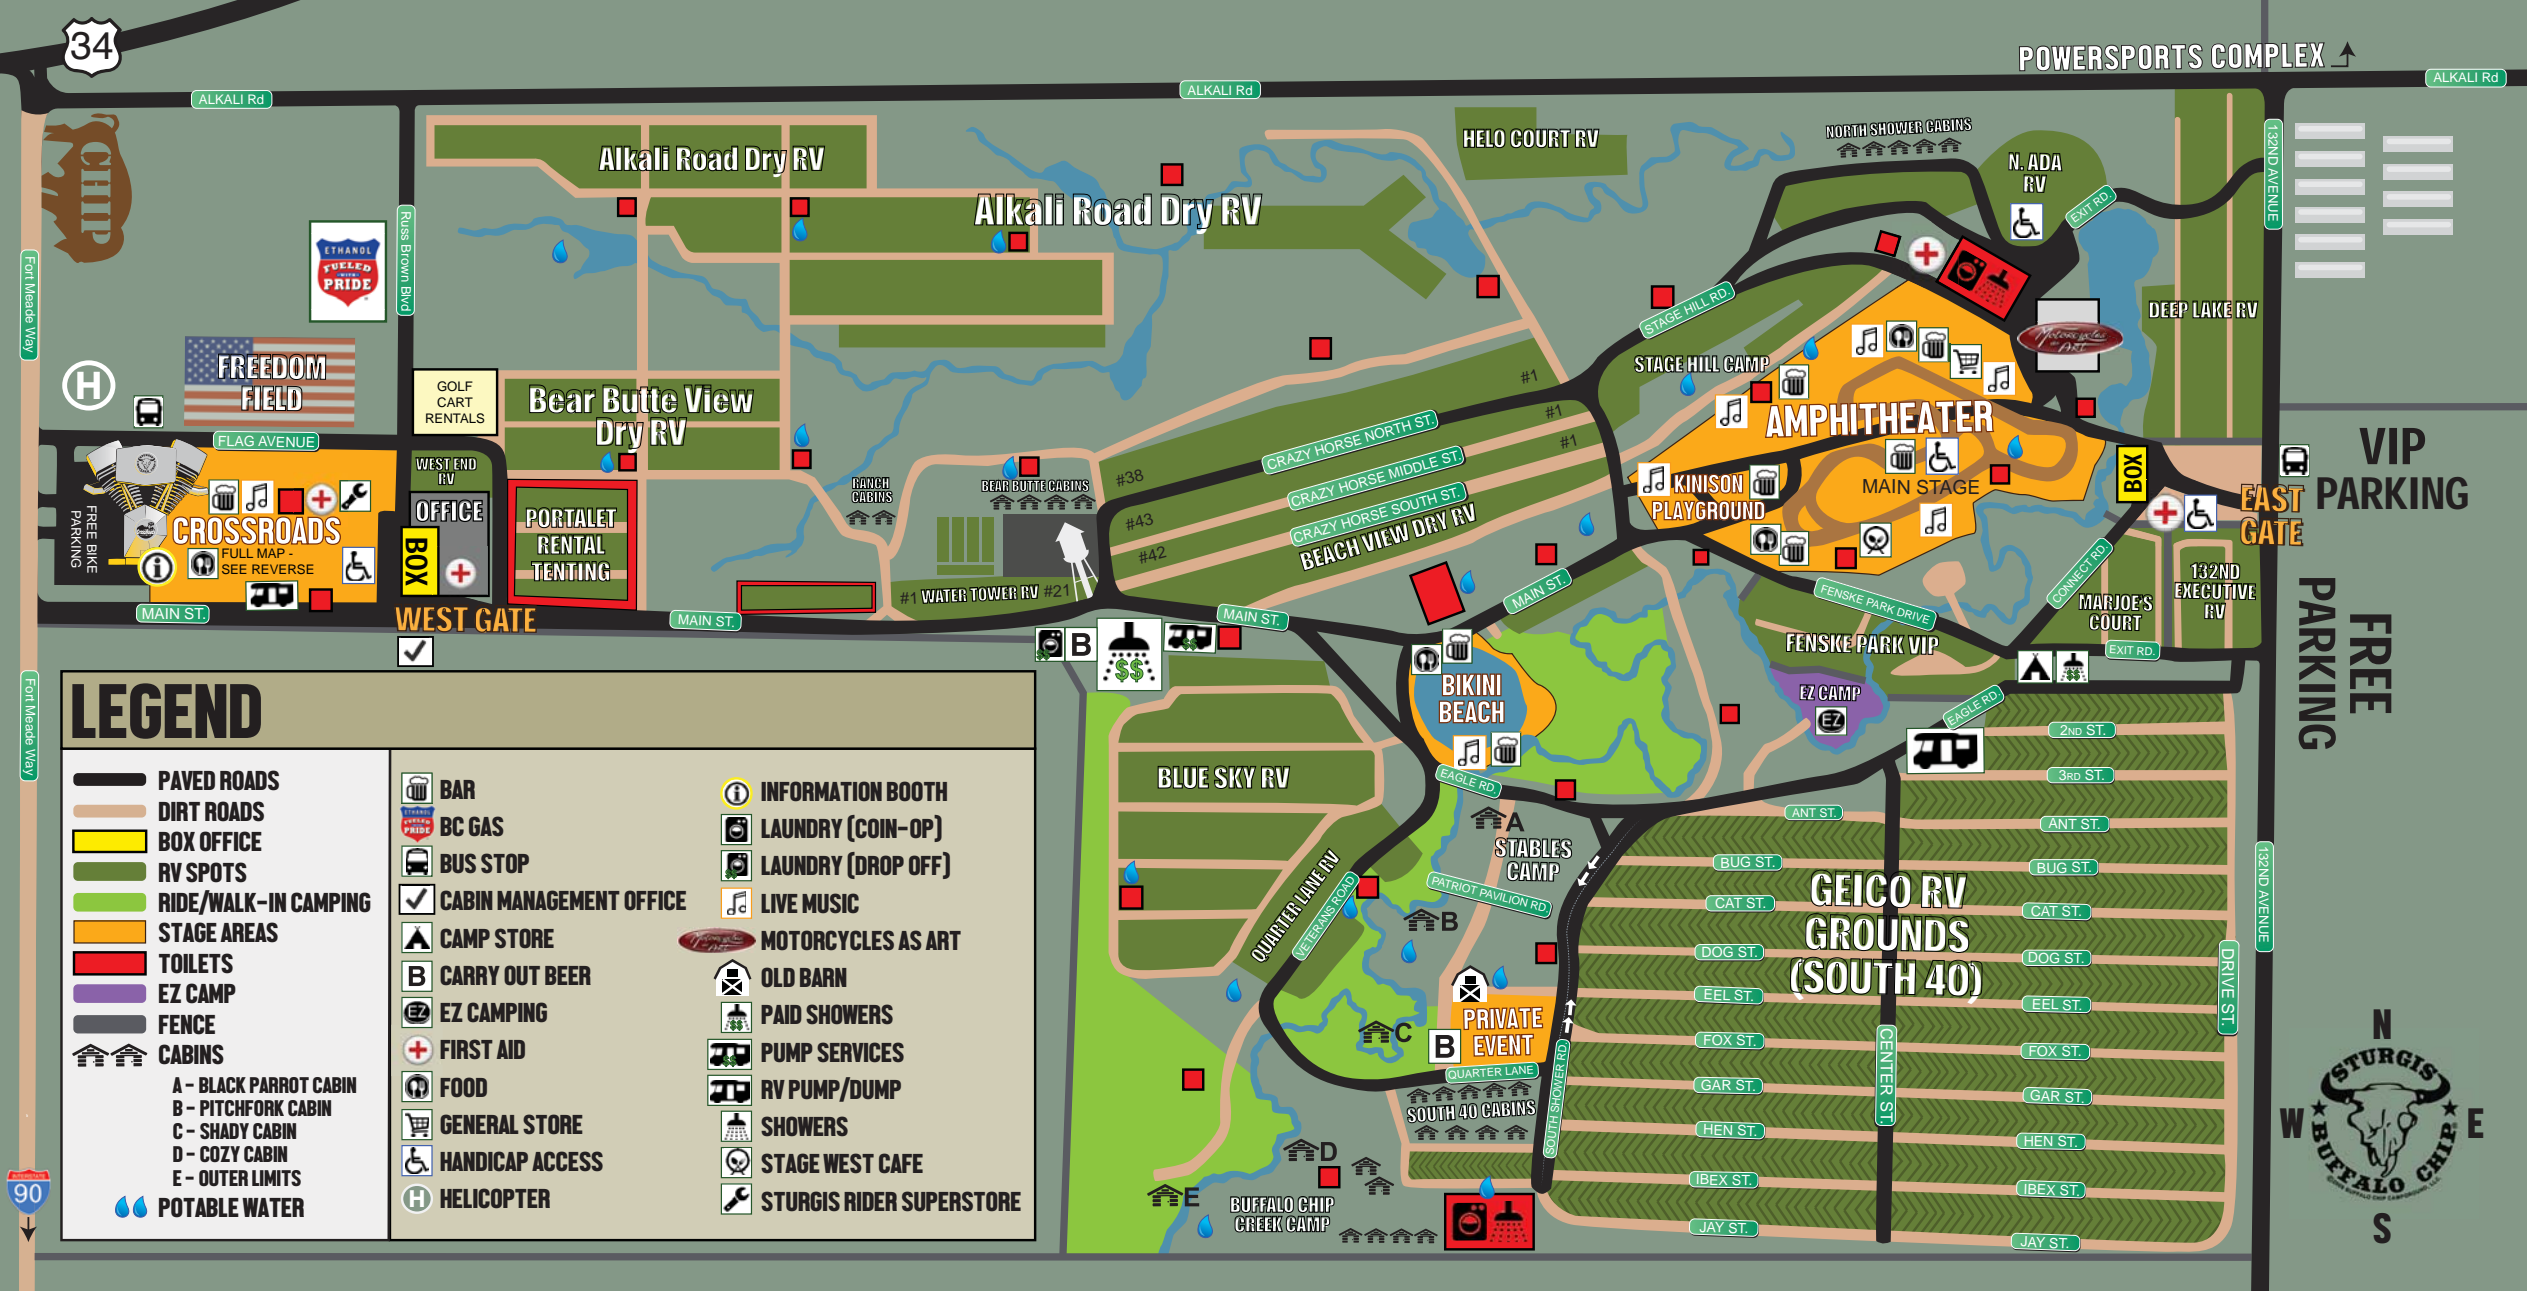 34
POWERSPORTS COMPLEX
ALKALI Rd
ALKALI Rd
ALKALI Rd
CHIP
Fort Meade Way
Russ Brown Blvd
132ND AVENUE
ETHANOL
FUELED
WITH
PRIDE
Alkali Road Dry RV
Alkali Road Dry RV
HELO COURT RV
NORTH SHOWER CABINS
N. ADA
RV
EXIT RD.
DEEP LAKE RV
STAGE HILL RD.
Motorcycles
as ART
H
FREEDOM
FIELD
GOLF
CART
RENTALS
Bear Butte View
Dry RV
STAGE HILL CAMP
AMPHITHEATER
MAIN STAGE
#1
#1
#1
CRAZY HORSE NORTH ST.
CRAZY HORSE MIDDLE ST.
CRAZY HORSE SOUTH ST.
BEACH VIEW DRY RV
#38
#43
#42
FLAG AVENUE
WEST END
RV
OFFICE
BOX
FREE BIKE
PARKING
CROSSROADS
FULL MAP -
SEE REVERSE
i
PORTALET
RENTAL
TENTING
RANCH
CABINS
BEAR BUTTE CABINS
KINISON
PLAYGROUND
BOX
EAST
GATE
VIP
PARKING
FREE
PARKING
MAIN ST.
WEST GATE
MAIN ST.
#1 WATER TOWER RV #21
MAIN ST.
MAIN ST.
FENSKE PARK DRIVE
CONNECT RD.
MARJOE'S
COURT
132ND
EXECUTIVE
RV
EXIT RD.
FENSKE PARK VIP
$$
B
$$
$$
BIKINI
BEACH
EZ CAMP
EZ
EAGLE RD.
EAGLE RD.
Fort Meade Way
BLUE SKY RV
STABLES
CAMP
A
PATRIOT PAVILION RD
QUARTER LANE RV
VETERANS ROAD
B
C
B
PRIVATE
EVENT
QUARTER LANE
SOUTH 40 CABINS
SOUTH SHOWER RD.
D
E
BUFFALO CHIP
CREEK CAMP
GEICO RV
GROUNDS
(SOUTH 40)
2ND ST.
3RD ST.
ANT ST.
ANT ST.
BUG ST.
BUG ST.
CAT ST.
CAT ST.
DOG ST.
DOG ST.
EEL ST.
EEL ST.
FOX ST.
FOX ST.
GAR ST.
GAR ST.
HEN ST.
HEN ST.
IBEX ST.
IBEX ST.
JAY ST.
JAY ST.
CENTER ST.
DRIVE ST.
132ND AVENUE
LEGEND
PAVED ROADS
DIRT ROADS
BOX OFFICE
RV SPOTS
RIDE/WALK-IN CAMPING
STAGE AREAS
TOILETS
EZ CAMP
FENCE
CABINS
A - BLACK PARROT CABIN
B - PITCHFORK CABIN
C - SHADY CABIN
D - COZY CABIN
E - OUTER LIMITS
POTABLE WATER
BAR
BC GAS
BUS STOP
CABIN MANAGEMENT OFFICE
CAMP STORE
B CARRY OUT BEER
EZ EZ CAMPING
FIRST AID
FOOD
GENERAL STORE
HANDICAP ACCESS
H HELICOPTER
i INFORMATION BOOTH
LAUNDRY (COIN-OP)
LAUNDRY (DROP OFF)
LIVE MUSIC
MOTORCYCLES AS ART
OLD BARN
PAID SHOWERS
PUMP SERVICES
RV PUMP/DUMP
SHOWERS
STAGE WEST CAFE
STURGIS RIDER SUPERSTORE
INTERSTATE
90
N
W
E
S
STURGIS
BUFFALO CHIP